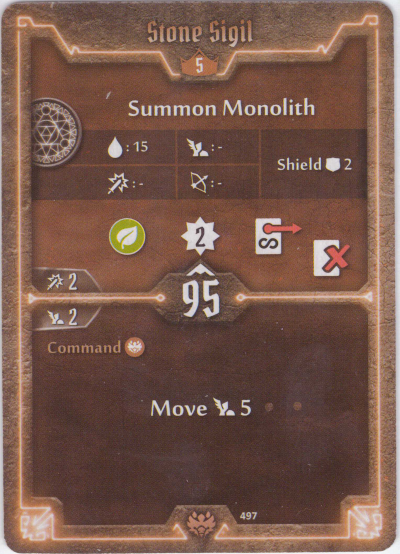 Stone Sigil
5
Summon Monolith
: 15
: -
: -
: -
Shield 2
2
2
95
2
Command
Move 5
497